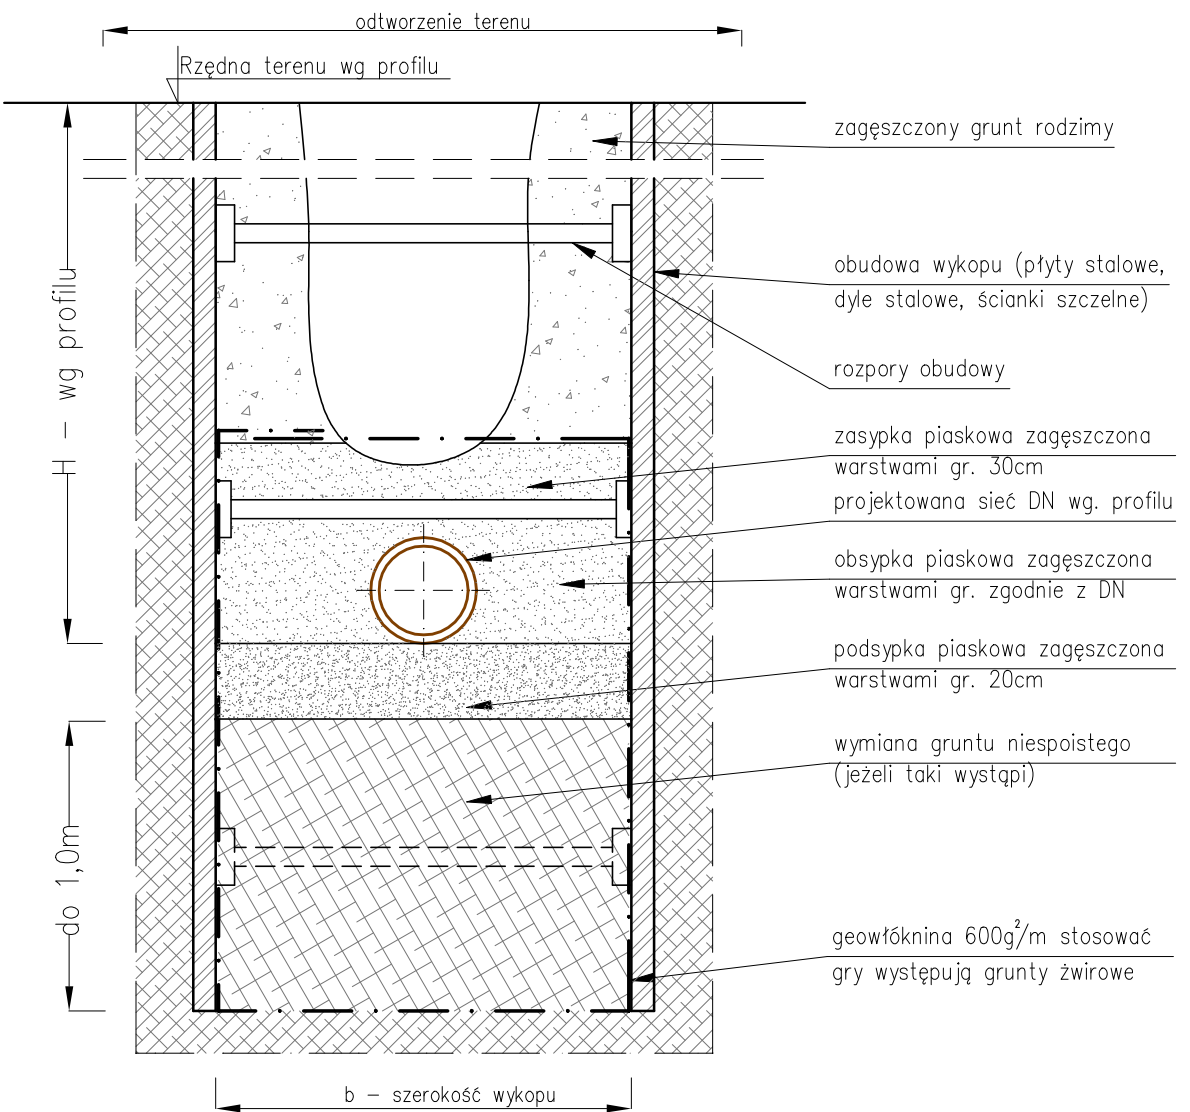 odtworzenie terenu
Rzędna terenu wg profilu
zagęszczony grunt rodzimy
H – wg profilu
obudowa wykopu (płyty stalowe,
dyle stalowe, ścianki szczelne)
rozpory obudowy
zasypka piaskowa zagęszczona
warstwami gr. 30cm
projektowana sieć DN wg. profilu
obsypka piaskowa zagęszczona
warstwami gr. zgodnie z DN
podsypka piaskowa zagęszczona
warstwami gr. 20cm
wymiana gruntu niespoistego
(jeżeli taki wystąpi)
do 1,0m
geowłóknina 600g²/m stosować
gry występują grunty żwirowe
b – szerokość wykopu